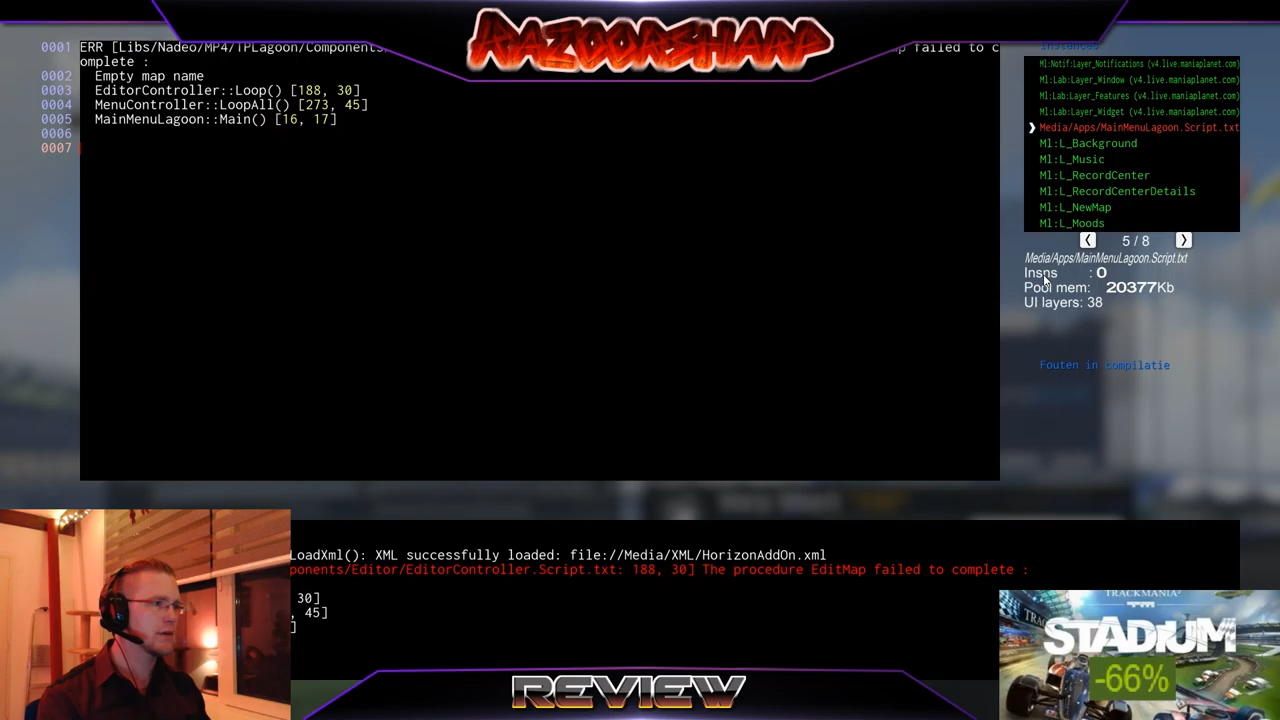 RAZOORSHARP
0001 ERR [Libs/Nadeo/MP4/TPLagoon/Components
p failed to c
omplete :
0002 Empty map name
0003 EditorController::Loop() [188, 30]
0004 MenuController::LoopAll() [273, 45]
0005 MainMenuLagoon::Main() [16, 17]
0006
0007
Instances
Ml:Notif:Layer_Notifications (v4.live.maniaplanet.com)
Ml:Lab:Layer_Window (v4.live.maniaplanet.com)
Ml:Lab:Layer_Features (v4.live.maniaplanet.com)
Ml:Lab:Layer_Widget (v4.live.maniaplanet.com)
Media/Apps/MainMenuLagoon.Script.txt
Ml:L_Background
Ml:L_Music
Ml:L_RecordCenter
Ml:L_RecordCenterDetails
Ml:L_NewMap
Ml:L_Moods
5 / 8
Media/Apps/MainMenuLagoon.Script.txt
Insns : 0
Pool mem: 20377Kb
UI layers: 38
Fouten in compilatie
LoadXml(): XML successfully loaded: file://Media/XML/HorizonAddOn.xml
ponents/Editor/EditorController.Script.txt: 188, 30] The procedure EditMap failed to complete :
30]
, 45]
]
TRACKMANIA²
STADIUM
-66%
REVIEW